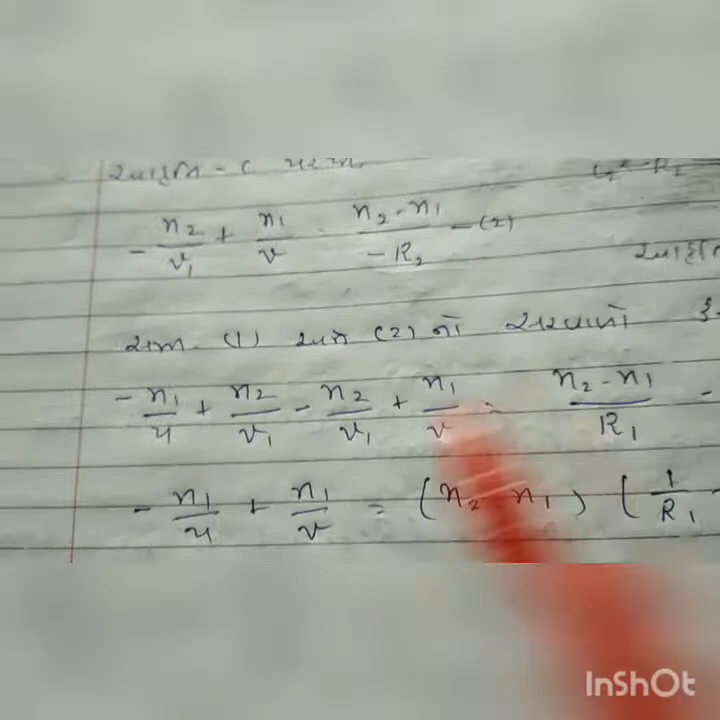 આકૃતિ - C
-n₂/v₁ + n₁/v = n₂-n₁/-R₂ -(2)
સમી. (1) અને (2) નો સરવાળો
-n₁/u + n₂/v₁ - n₂/v₁ + n₁/v = n₂-n₁/R₁ -
-n₁/u + n₁/v = (n₂ n₁) (1/R₁
InShOt